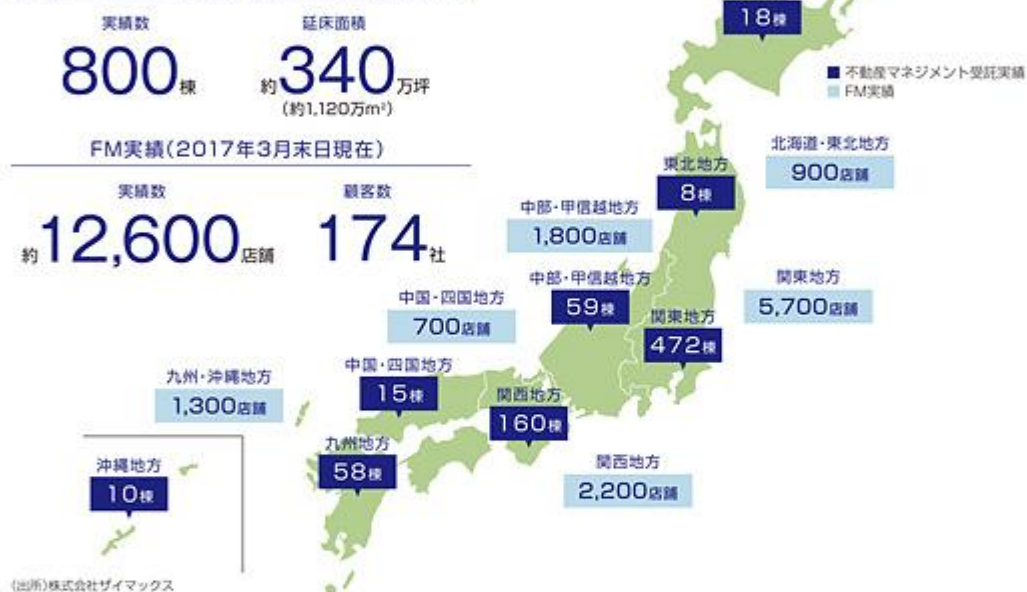 実績数
延床面積
800棟
約340万坪
(約1,120万m²)
FM実績(2017年3月末日現在)
実績数
顧客数
約12,600店舗
174社
18棟
不動産マネジメント受託実績
FM実績
北海道・東北地方
900店舗
東北地方
8棟
中部・甲信越地方
1,800店舗
中部・甲信越地方
59棟
関東地方
5,700店舗
関東地方
472棟
中国・四国地方
700店舗
中国・四国地方
15棟
関西地方
160棟
九州・沖縄地方
1,300店舗
九州地方
58棟
関西地方
2,200店舗
沖縄地方
10棟
(出所)株式会社ザイマックス